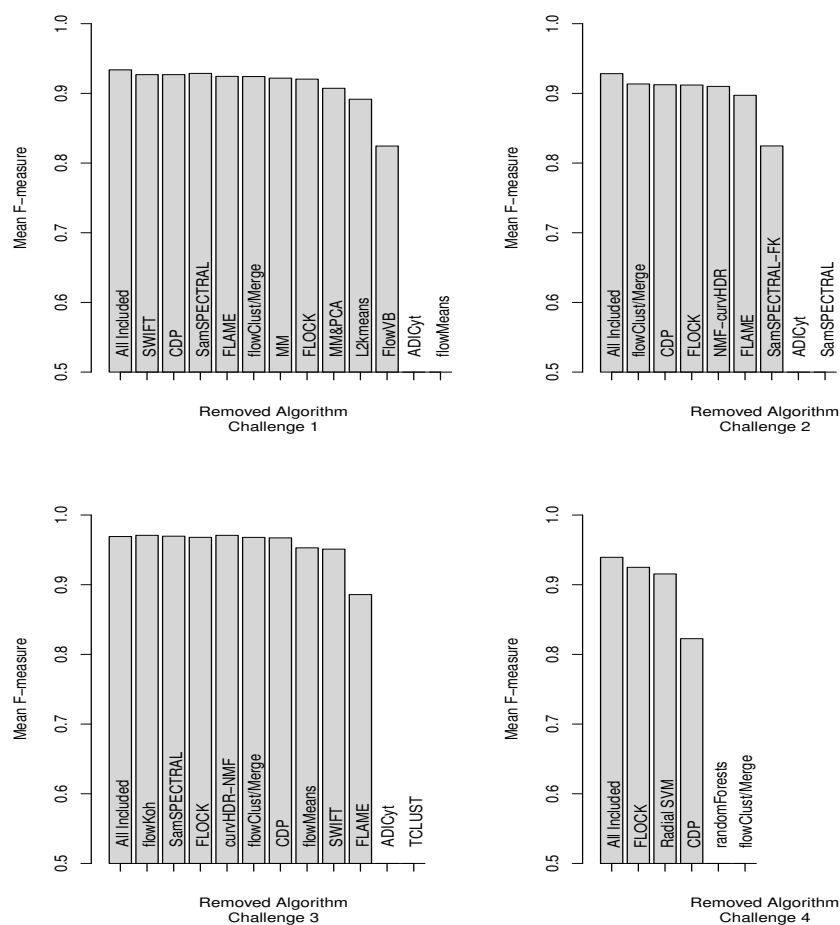 Mean F−measure
1.0
0.9
0.8
0.7
0.6
0.5
All Included
SWIFT
CDP
SamSPECTRAL
FLAME
flowClust/Merge
MM
FLOCK
MM&PCA
L2kmeans
FlowVB
ADICyt
flowMeans
Removed Algorithm
Challenge 1
Mean F−measure
1.0
0.9
0.8
0.7
0.6
0.5
All Included
flowClust/Merge
CDP
FLOCK
NMF−curvHDR
FLAME
SamSPECTRAL−FK
ADICyt
SamSPECTRAL
Removed Algorithm
Challenge 2
Mean F−measure
1.0
0.9
0.8
0.7
0.6
0.5
All Included
flowKoh
SamSPECTRAL
FLOCK
curvHDR−NMF
flowClust/Merge
CDP
flowMeans
SWIFT
FLAME
ADICyt
TCLUST
Removed Algorithm
Challenge 3
Mean F−measure
1.0
0.9
0.8
0.7
0.6
0.5
All Included
FLOCK
Radial SVM
CDP
randomForests
flowClust/Merge
Removed Algorithm
Challenge 4